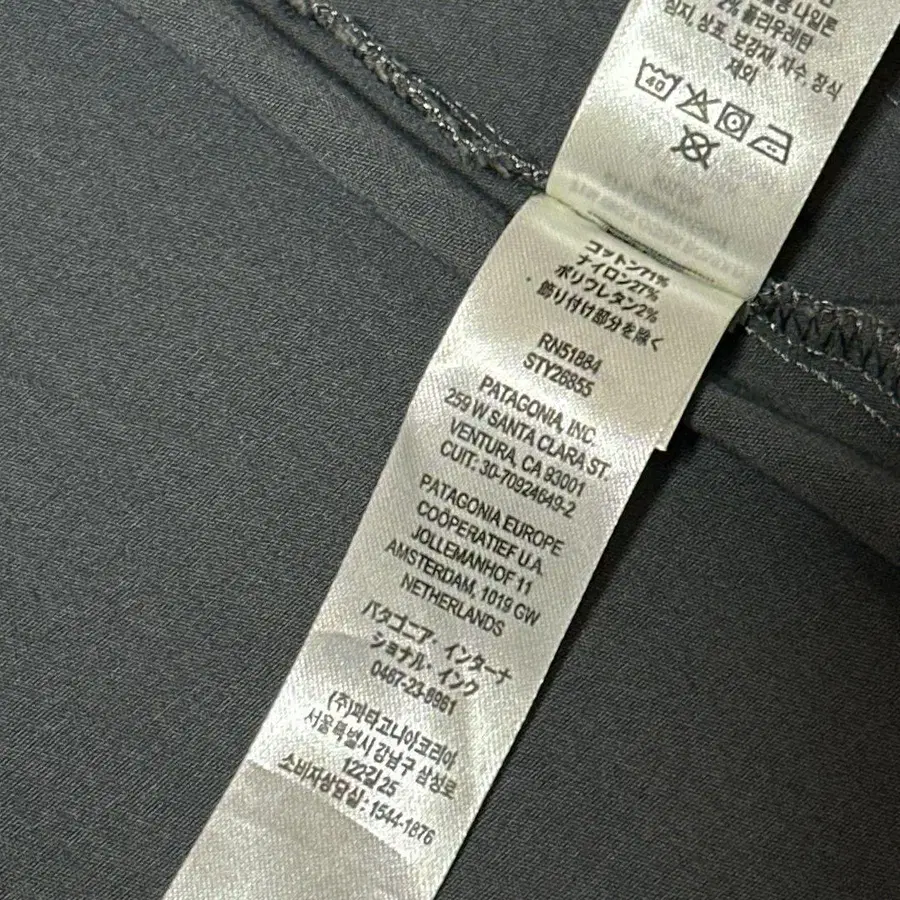 나일론
2% 폴리우레탄
심지, 상표, 보강재, 자수, 장식
제외
40
コットン71%
ナイロン27%
ポリウレタン2%
飾り付け部分を除く
RN51884
STY26855
PATAGONIA, INC.
259 W SANTA CLARA ST.
VENTURA, CA 93001
CUIT: 30-70924649-2
PATAGONIA EUROPE
COÖPERATIEF U.A.
JOLLEMANHOF 11
AMSTERDAM, 1019 GW
NETHERLANDS
パタゴニア・インターナ
ショナル・インク
0467-23-8961
(주)파타고니아코리아
서울특별시 강남구 삼성로
122길 25
소비자상담실: 1544-1876